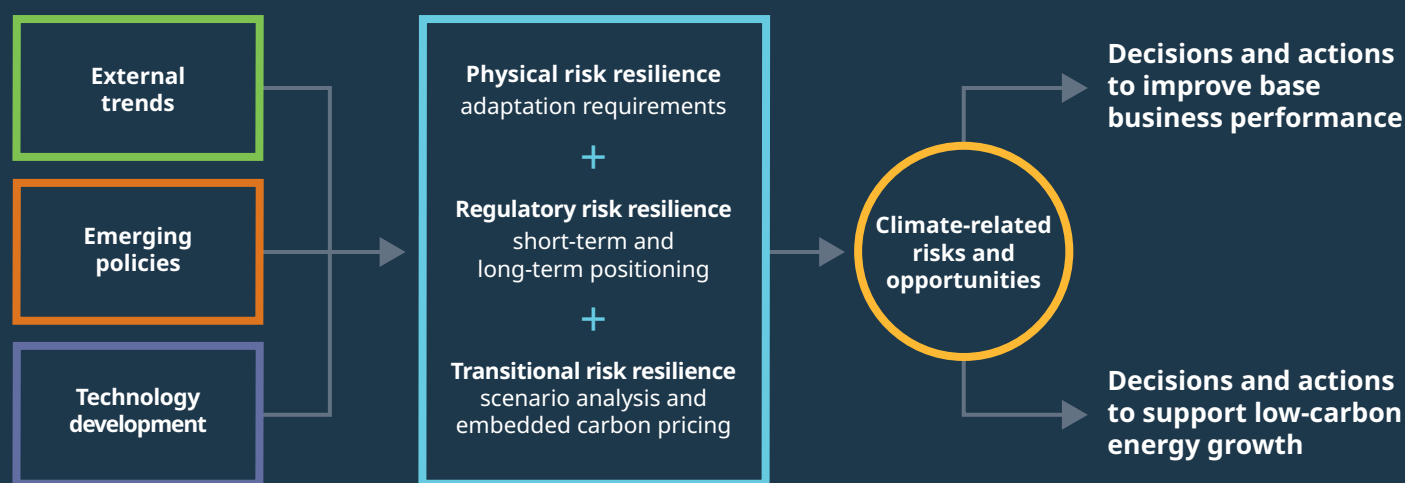 External
trends
Emerging
policies
Technology
development
Physical risk resilience
adaptation requirements
+
Regulatory risk resilience
short-term and
long-term positioning
+
Transitional risk resilience
scenario analysis and
embedded carbon pricing
Climate-related
risks and
opportunities
Decisions and actions
to improve base
business performance
Decisions and actions
to support low-carbon
energy growth